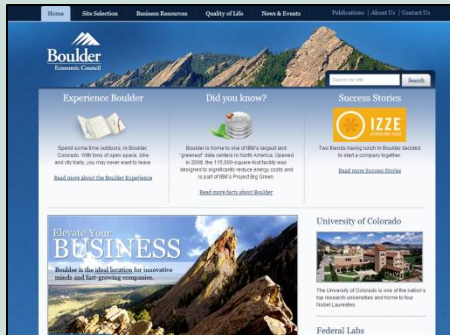 Home Site Selection Business Resources Quality of Life News & Events Publications | About Us | Contact Us
Boulder
Economic Council
Search our site Search
Experience Boulder
Spend some time outdoors, in Boulder,
Colorado. With tons of open space, bike
and city trails, you may never want to leave.
Read more about the Boulder Experience
Did you know?
Boulder is home to one of IBM's largest and
"greenest" data centers in North America. Opened
in 2008, the 115,000-square-foot facility was
designed to significantly reduce energy costs and
is part of IBM's Project Big Green.
Read more facts about Boulder
Success Stories
IZZE
SPARKLING JUICE
Two friends having lunch in Boulder decided
to start a company together.
Read more Success Stories
Elevate Your
BUSINESS
Boulder is the ideal location for innovative
minds and fast-growing companies.
University of Colorado
The University of Colorado is one of the nation's
top research universities and home to four
Nobel Laureates.
Federal Labs